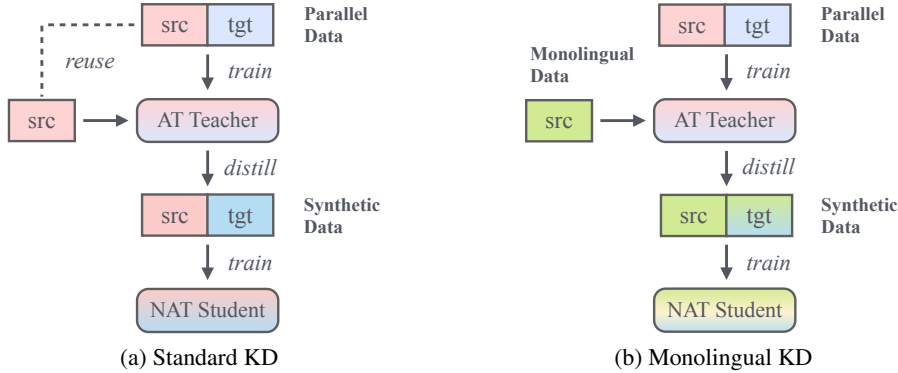 src tgt
Parallel
Data
reuse
train
src
AT Teacher
distill
src tgt
Synthetic
Data
train
NAT Student
(a) Standard KD
src tgt
Parallel
Data
Monolingual
Data
train
src
AT Teacher
distill
src tgt
Synthetic
Data
train
NAT Student
(b) Monolingual KD